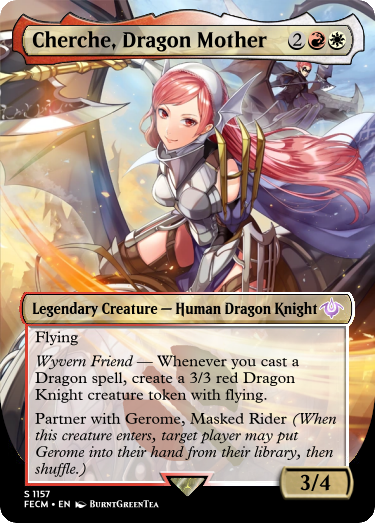 Cherche, Dragon Mother 2
Legendary Creature — Human Dragon Knight
Flying
Wyvern Friend — Whenever you cast a
Dragon spell, create a 3/3 red Dragon
Knight creature token with flying.
Partner with Gerome, Masked Rider (When
this creature enters, target player may put
Gerome into their hand from their library, then
shuffle.)
3/4
S 1157
FECM • EN BurntGreenTea